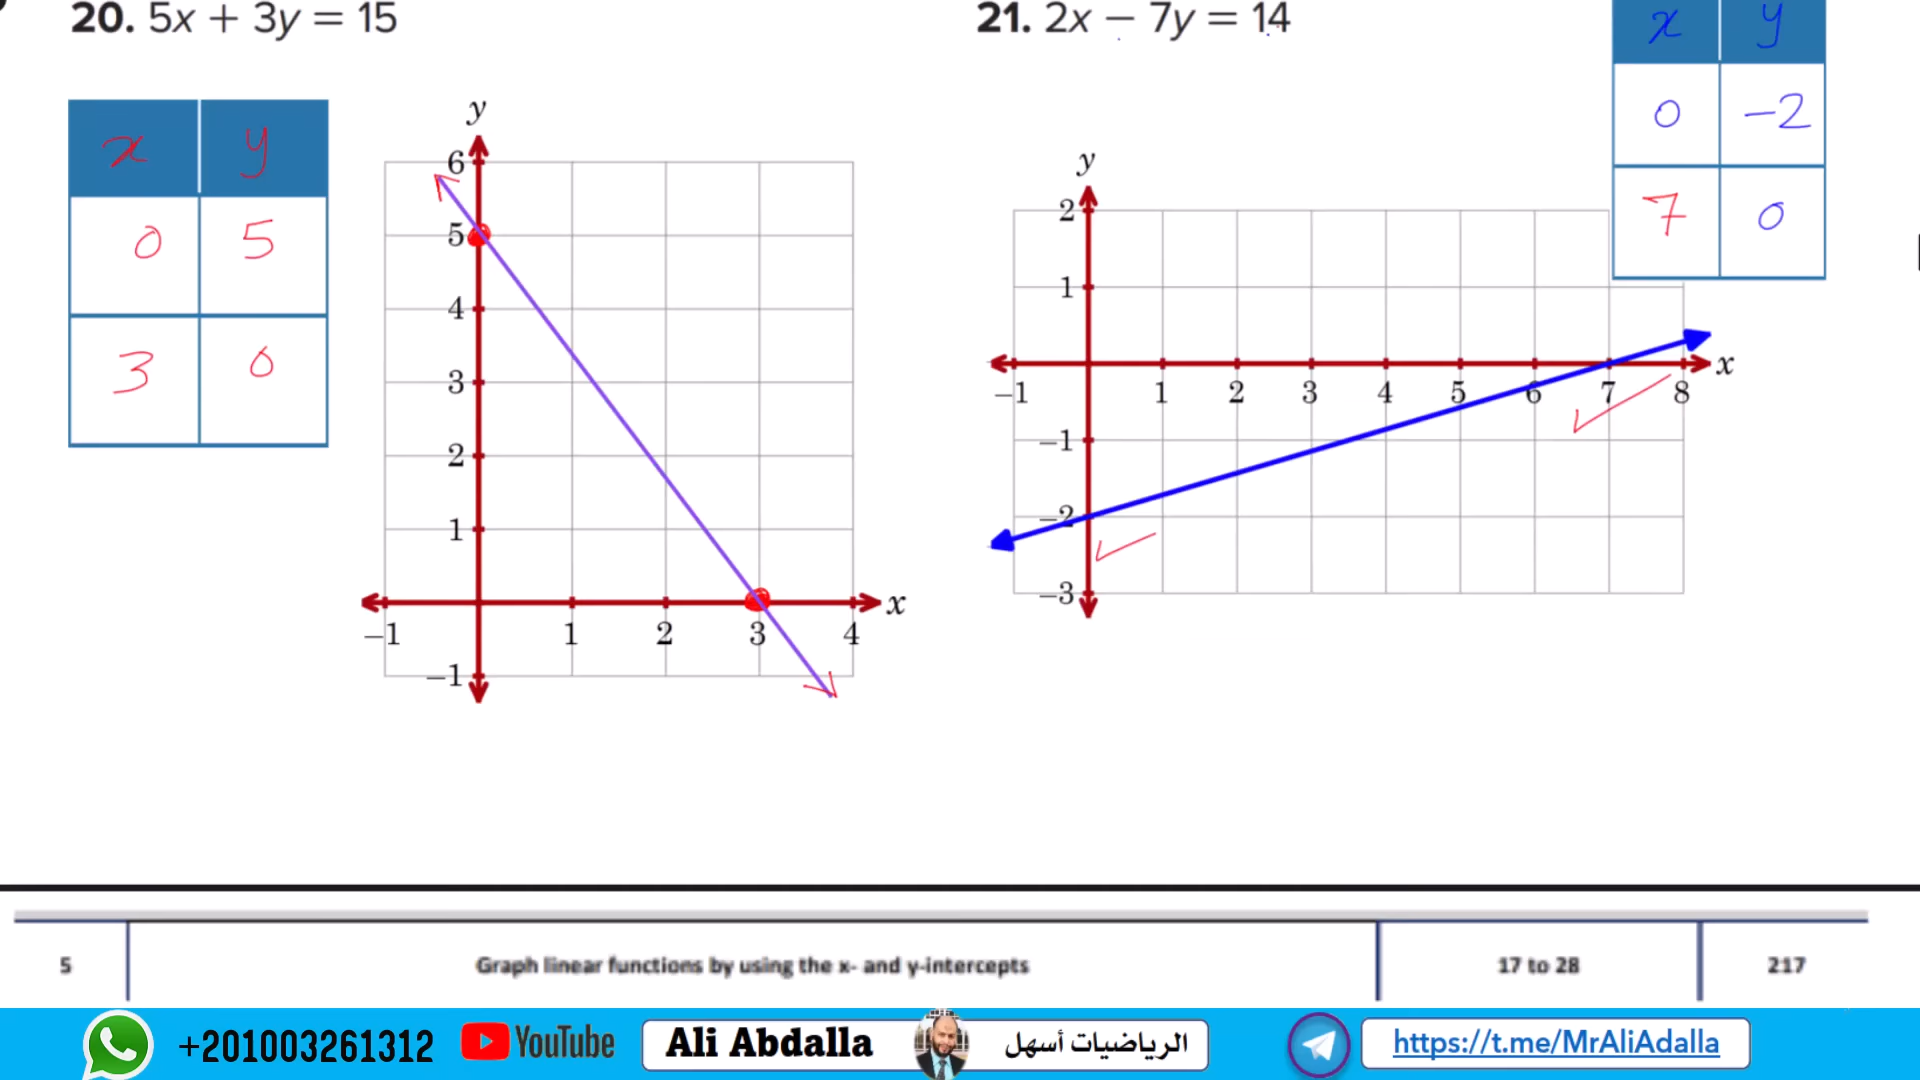 20. 5x + 3y = 15
x y
0 5
3 0
y
6
5
4
3
2
1
−1 1 2 3 4 x
−1
21. 2x − 7y = 14
x y
0 −2
7 0
y
2
1
−1 1 2 3 4 5 6 7 8 x
−1
−2
−3
5 Graph linear functions by using the x- and y-intercepts 17 to 28 217
+201003261312 YouTube Ali Abdalla الرياضيات أسهل https://t.me/MrAliAdalla